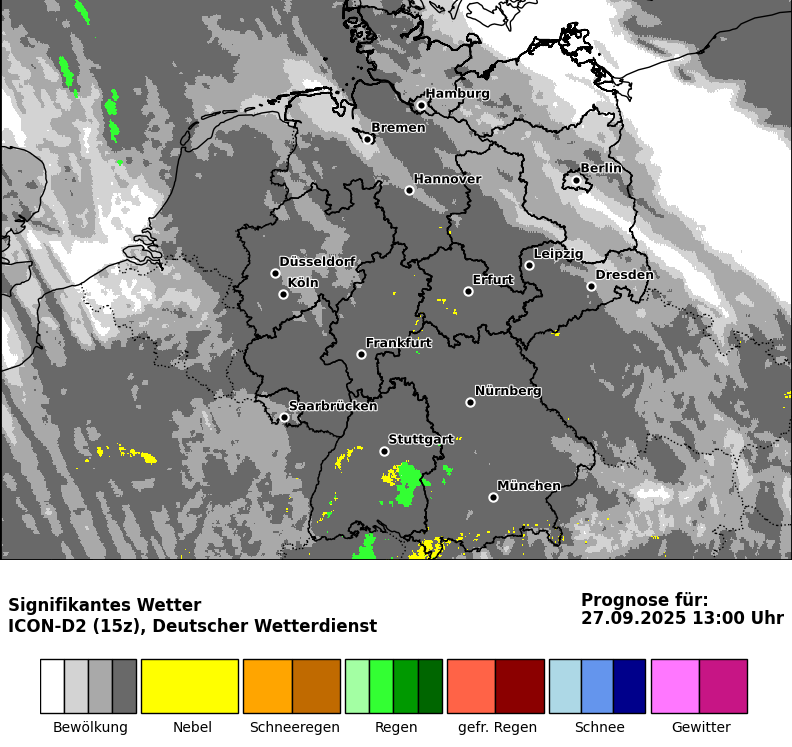 Hamburg
Bremen
Berlin
Hannover
Leipzig
Düsseldorf
Dresden
Erfurt
Köln
Frankfurt
Nürnberg
Saarbrücken
Stuttgart
München
Signifikantes Wetter
ICON-D2 (15z), Deutscher Wetterdienst
Prognose für:
27.09.2025 13:00 Uhr
Bewölkung Nebel Schneeregen Regen gefr. Regen Schnee Gewitter